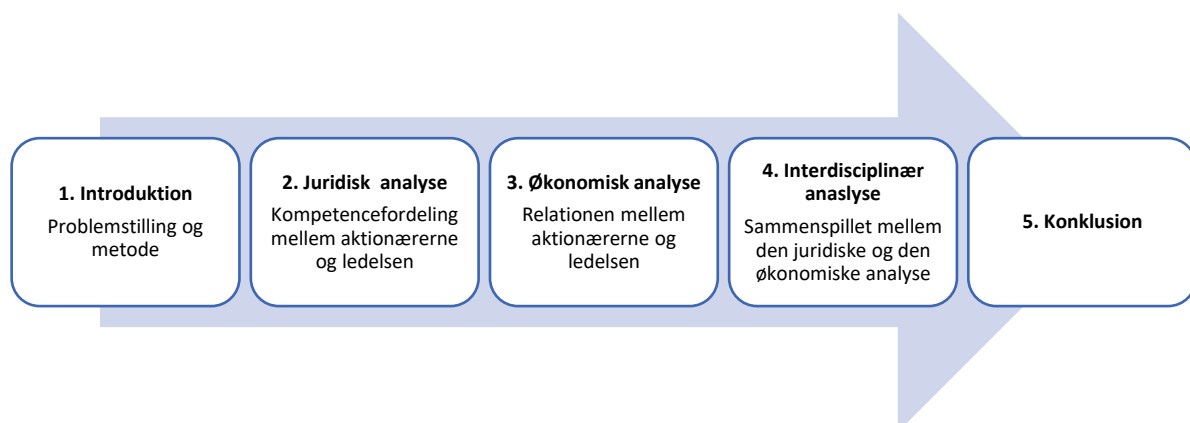 1. Introduktion
Problemstilling og
metode
2. Juridisk analyse
Kompetencefordeling
mellem aktionærerne
og ledelsen
3. Økonomisk analyse
Relationen mellem
aktionærerne og
ledelsen
4. Interdisciplinær
anaslyse
Sammenspillet mellem
den juridiske og den
økonomiske analyse
5. Konklusion